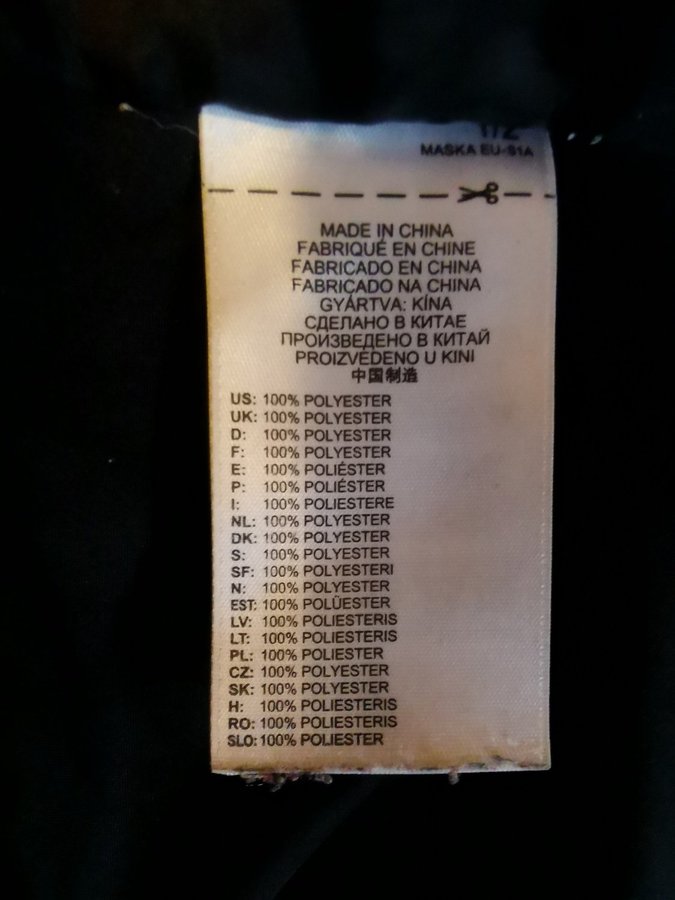 1/2
MASKA EU-S1A
MADE IN CHINA
FABRIQUÉ EN CHINE
FABRICADO EN CHINA
FABRICADO NA CHINA
GYÁRTVA: KÍNA
СДЕЛАНО В КИТАЕ
ПРОИЗВЕДЕНО В КИТАЙ
PROIZVEDENO U KINI
中国制造
US: 100% POLYESTER
UK: 100% POLYESTER
D: 100% POLYESTER
F: 100% POLYESTER
E: 100% POLIÉSTER
P: 100% POLIÉSTER
I: 100% POLIESTERE
NL: 100% POLYESTER
DK: 100% POLYESTER
S: 100% POLYESTER
SF: 100% POLYESTERI
N: 100% POLYESTER
EST: 100% POLÜESTER
LV: 100% POLIESTERIS
LT: 100% POLIESTERIS
PL: 100% POLIESTER
CZ: 100% POLYESTER
SK: 100% POLYESTER
H: 100% POLIESTERIS
RO: 100% POLIESTERIS
SLO: 100% POLIESTER